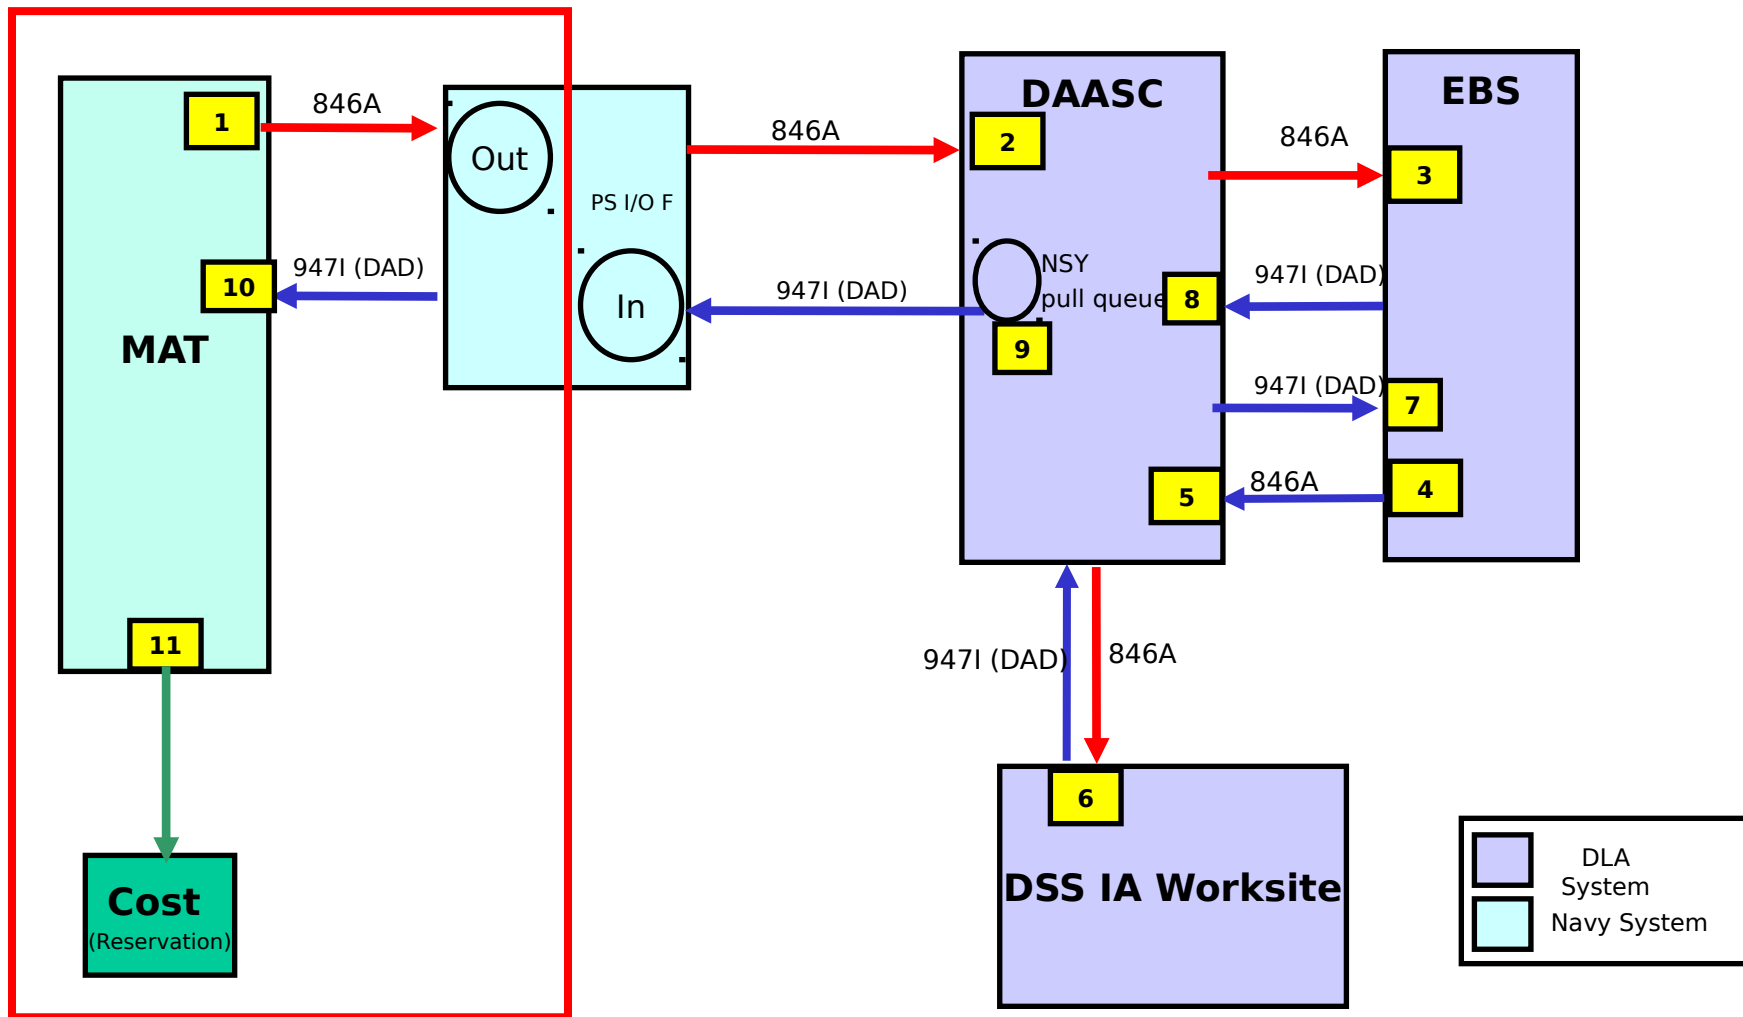 DAASC
EBS
1
846A
846A
846A
2
Out
3
PS I/O F
947I (DAD)
10
947I (DAD)
In
NSY
pull queue
8
947I (DAD)
9
MAT
947I (DAD)
7
846A
4
5
11
947I (DAD)
846A
6
DSS IA Worksite
Cost
(Reservation)
DLA
System
Navy System